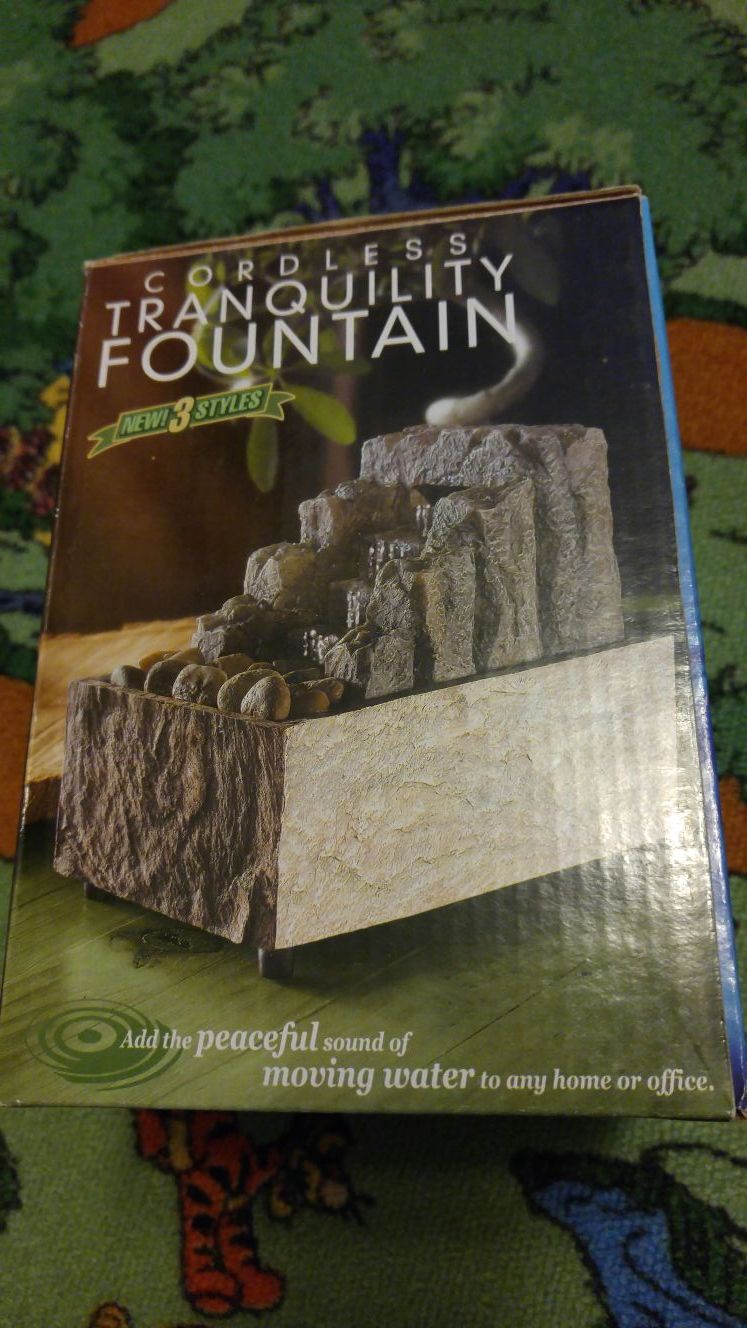 CORDLESS
TRANQUILITY
FOUNTAIN
NEW! 3 STYLES
Add the peaceful sound of
moving water to any home or office.